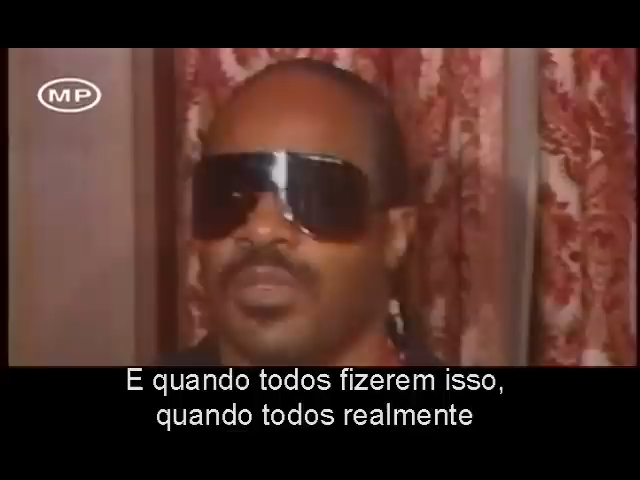 MP
E quando todos fizerem isso,
quando todos realmente